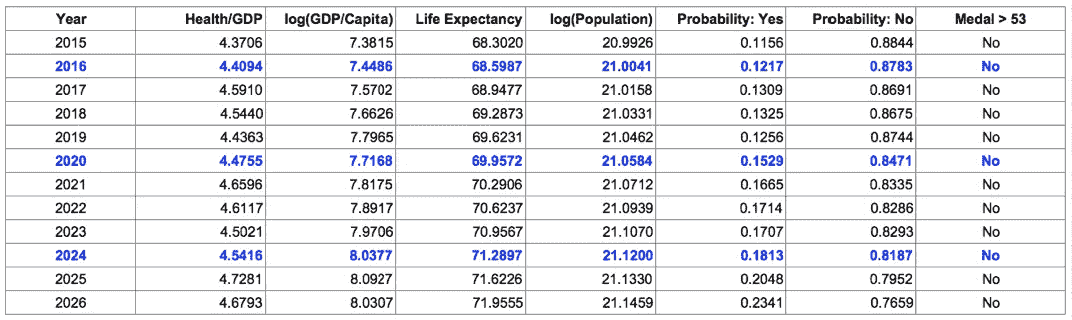 Year Health/GDP log(GDP/Capita) Life Expectancy log(Population) Probability: Yes Probability: No Medal > 53
2015 4.3706 7.3815 68.3020 20.9926 0.1156 0.8844 No
2016 4.4094 7.4486 68.5987 21.0041 0.1217 0.8783 No
2017 4.5910 7.5702 68.9477 21.0158 0.1309 0.8691 No
2018 4.5440 7.6626 69.2873 21.0331 0.1325 0.8675 No
2019 4.4363 7.7965 69.6231 21.0462 0.1256 0.8744 No
2020 4.4755 7.7168 69.9572 21.0584 0.1529 0.8471 No
2021 4.6596 7.8175 70.2906 21.0712 0.1665 0.8335 No
2022 4.6117 7.8917 70.6237 21.0939 0.1714 0.8286 No
2023 4.5021 7.9706 70.9567 21.1070 0.1707 0.8293 No
2024 4.5416 8.0377 71.2897 21.1200 0.1813 0.8187 No
2025 4.7281 8.0927 71.6226 21.1330 0.2048 0.7952 No
2026 4.6793 8.0307 71.9555 21.1459 0.2341 0.7659 No